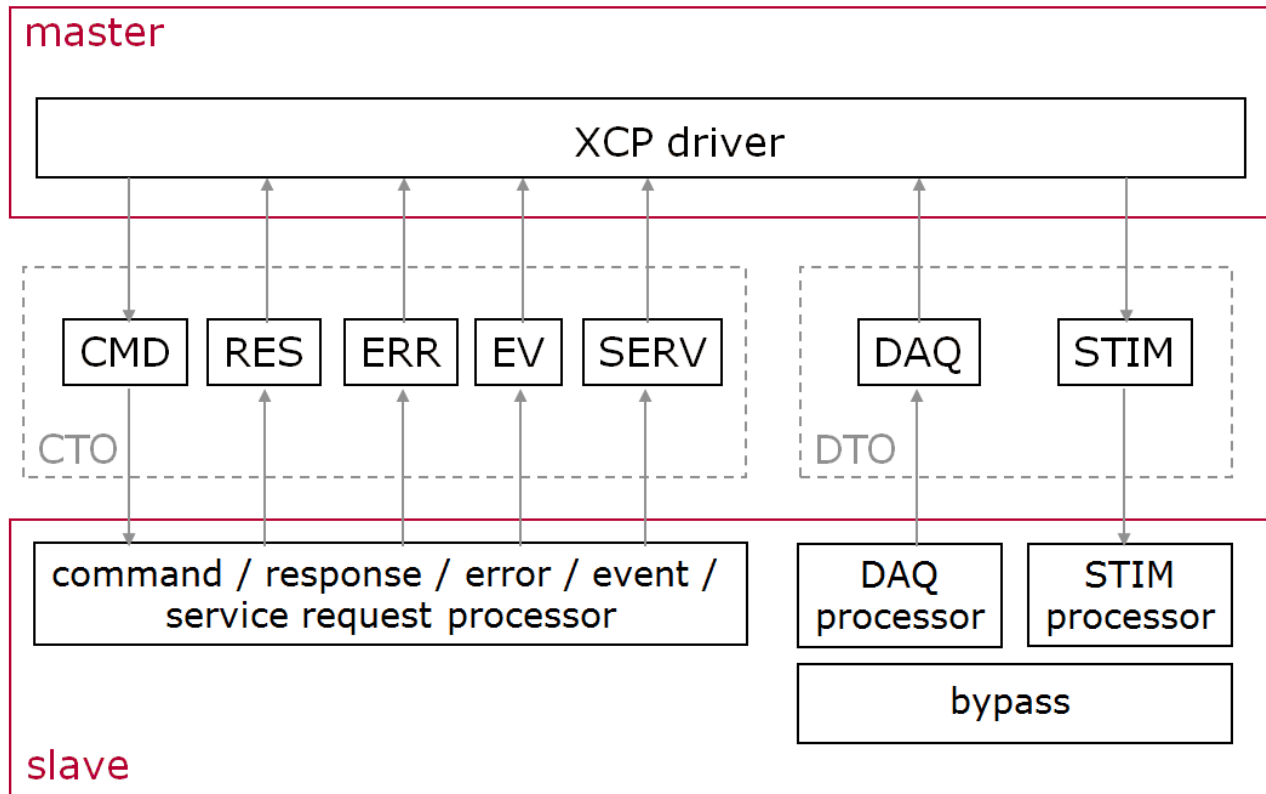 master
XCP driver
CMD
RES
ERR
EV
SERV
CTO
DAQ
STIM
DTO
command / response / error / event /
service request processor
DAQ
processor
STIM
processor
bypass
slave